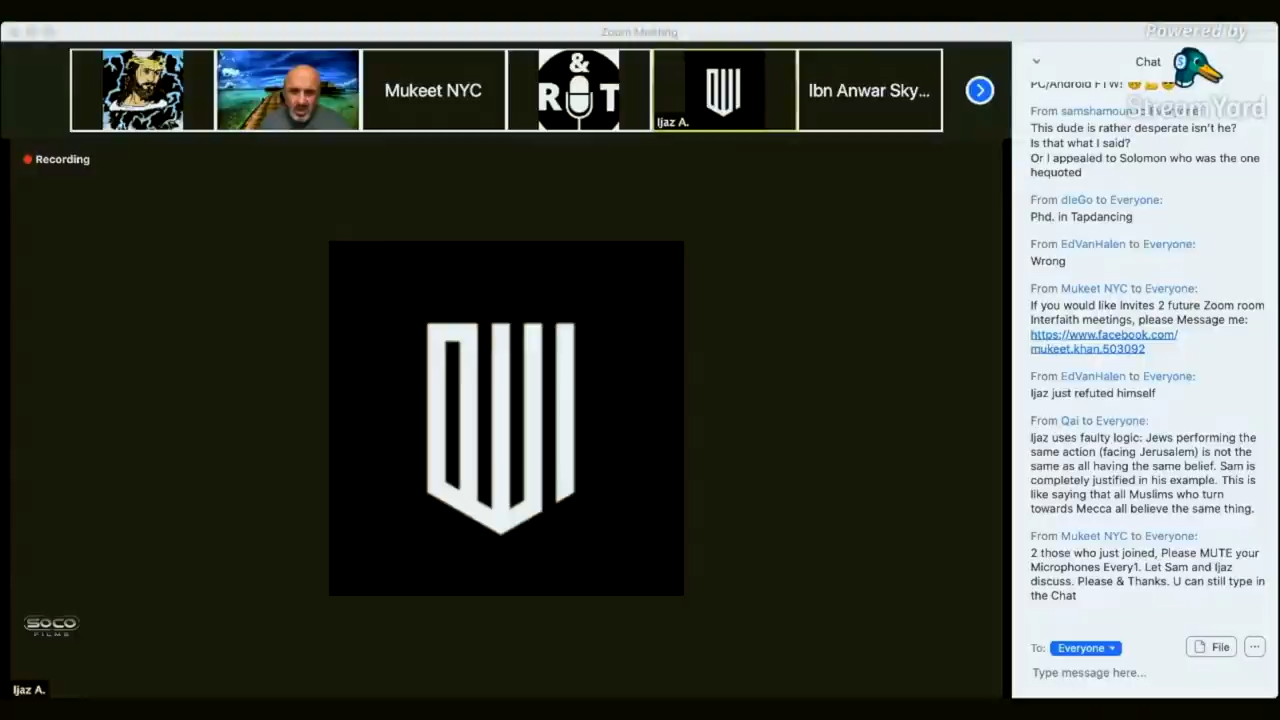 Zoom Meeting
Powered by
StreamYard
Mukeet NYC
&
R T
Ijaz A.
Ibn Anwar Sky...
Recording
SOCO
FILMS
Ijaz A.
Chat
PC/Android FTW!
From samshamoun to Everyone:
This dude is rather desperate isn't he?
Is that what I said?
Or I appealed to Solomon who was the one
hequoted
From dIeGo to Everyone:
Phd. in Tapdancing
From EdVanHalen to Everyone:
Wrong
From Mukeet NYC to Everyone:
If you would like Invites 2 future Zoom room
Interfaith meetings, please Message me:
https://www.facebook.com/
mukeet.khan.503092
From EdVanHalen to Everyone:
Ijaz just refuted himself
From Qai to Everyone:
Ijaz uses faulty logic: Jews performing the
same action (facing Jerusalem) is not the
same as all having the same belief. Sam is
completely justified in his example. This is
like saying that all Muslims who turn
towards Mecca all believe the same thing.
From Mukeet NYC to Everyone:
2 those who just joined, Please MUTE your
Microphones Every1. Let Sam and Ijaz
discuss. Please & Thanks. U can still type in
the Chat
To: Everyone
File
Type message here...